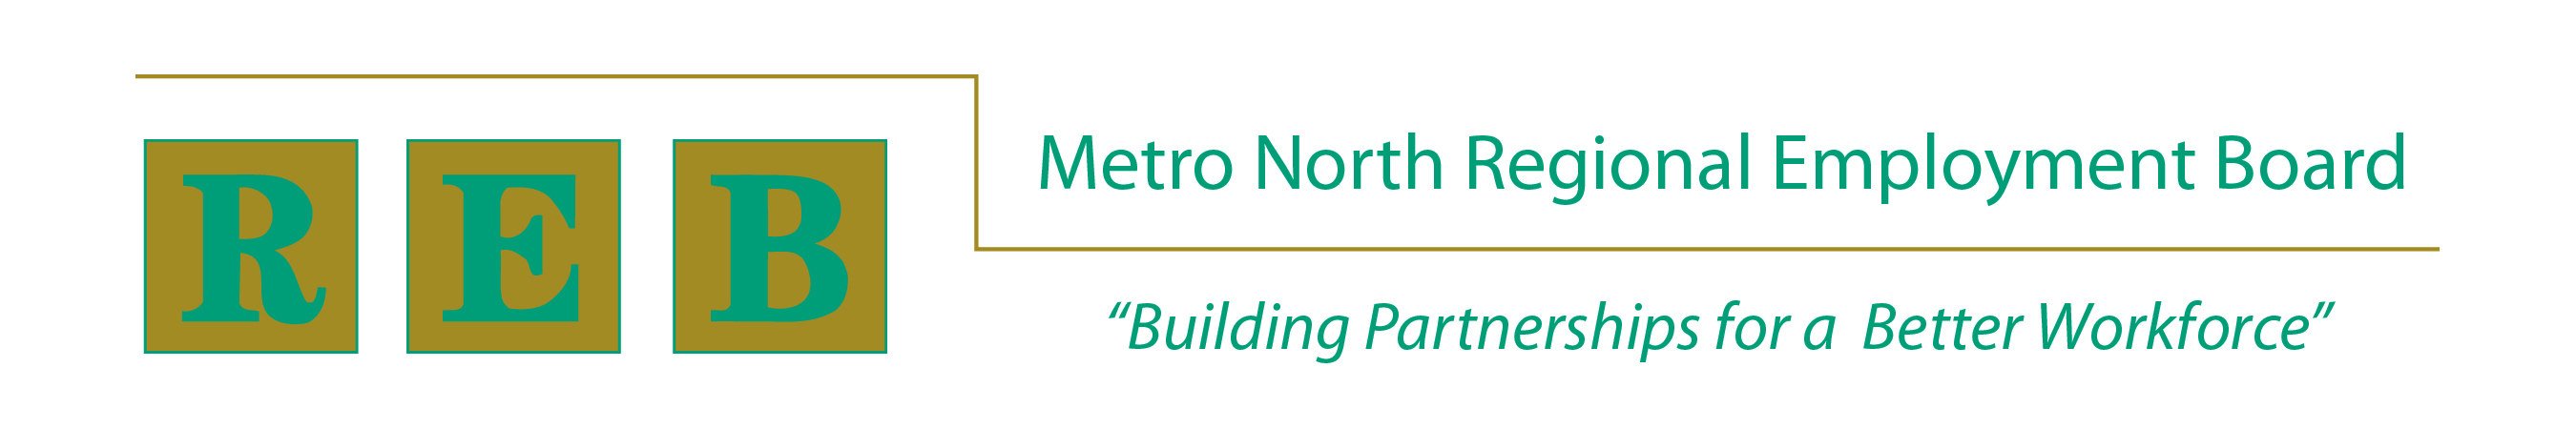 R E B
Metro North Regional Employment Board
“Building Partnerships for a Better Workforce”